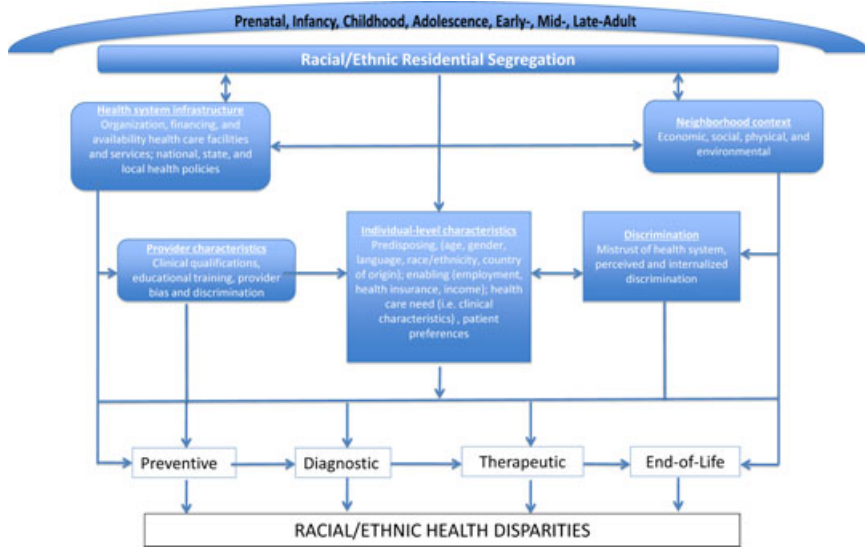 Prenatal, Infancy, Childhood, Adolescence, Early-, Mid-, Late-Adult
Racial/Ethnic Residential Segregation
Health system infrastructure
Organization, financing, and
availability health care facilities
and services; national, state, and
local health policies
Neighborhood context
Economic, social, physical, and
environmental
Provider characteristics
Clinical qualifications,
educational training, provider
bias and discrimination
Individual-level characteristics
Predisposing, (age, gender,
language, race/ethnicity, country
of origin); enabling (employment,
health insurance, income); health
care need (i.e. clinical
characteristics) , patient
preferences
Discrimination
Mistrust of health system,
perceived and internalized
discrimination
Preventive
Diagnostic
Therapeutic
End-of-Life
RACIAL/ETHNIC HEALTH DISPARITIES